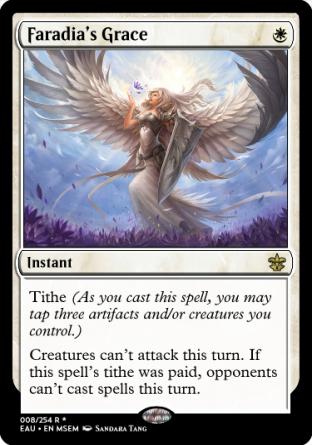 Faradia's Grace
Instant
Tithe (As you cast this spell, you may
tap three artifacts and/or creatures you
control.)
Creatures can't attack this turn. If
this spell's tithe was paid, opponents
can't cast spells this turn.
008/254 R *
EAU • EN MSEM SANDARA TANG